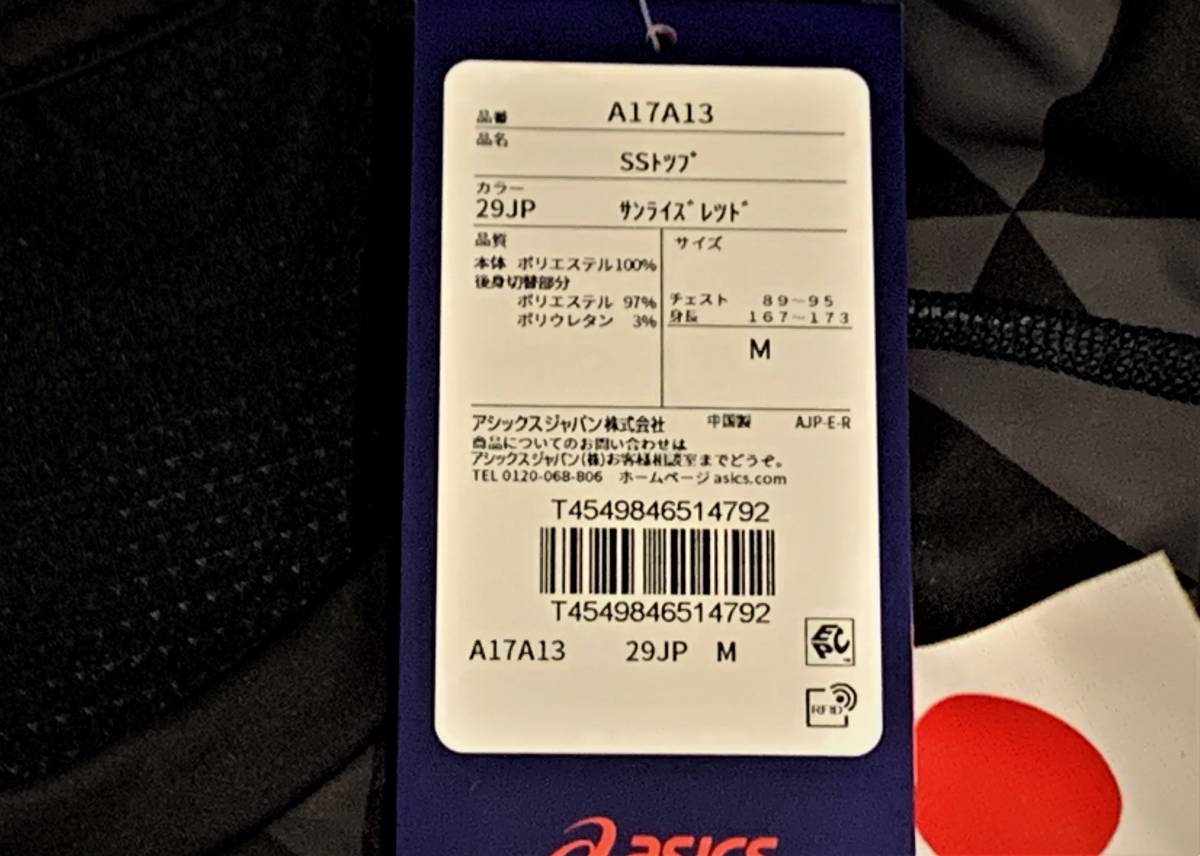 品番 A17A13
品名
SSトツプ
カラー
29JP サンライズレツド
品質
本体 ポリエステル100%
後身切替部分
ポリエステル 97%
ポリウレタン 3%
サイズ
チェスト 89~95
身長 167~173
M
アシックスジャパン株式会社 中国製 AJP-E-R
商品についてのお問い合わせは
アシックスジャパン(株)お客様相談室までどうぞ。
TEL 0120-068-806 ホームページ asics.com
T4549846514792
T4549846514792
A17A13 29JP M
EPC
RFID
asics